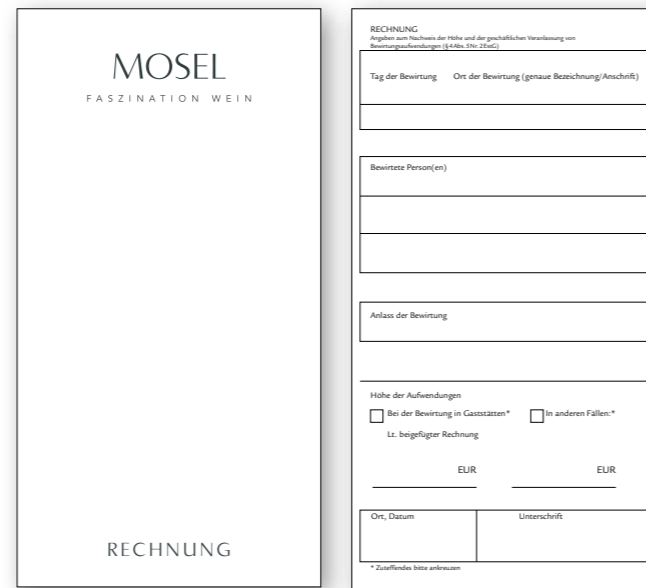 MOSEL
FASZINATION WEIN
RECHNUNG
RECHNUNG
Angaben zum Nachweis der Höhe und der geschäftlichen Veranlassung von
Bewirtungsaufwendungen (§4Abs. 5Nr. 2EstG)
Tag der Bewirtung Ort der Bewirtung (genaue Bezeichnung/Anschrift)
Bewirtete Person(en)
Anlass der Bewirtung
Höhe der Aufwendungen
Bei der Bewirtung in Gaststätten* In anderen Fällen:*
Lt. beigefügter Rechnung
EUR EUR
Ort, Datum Unterschrift
* Zuteffendes bitte ankreuzen